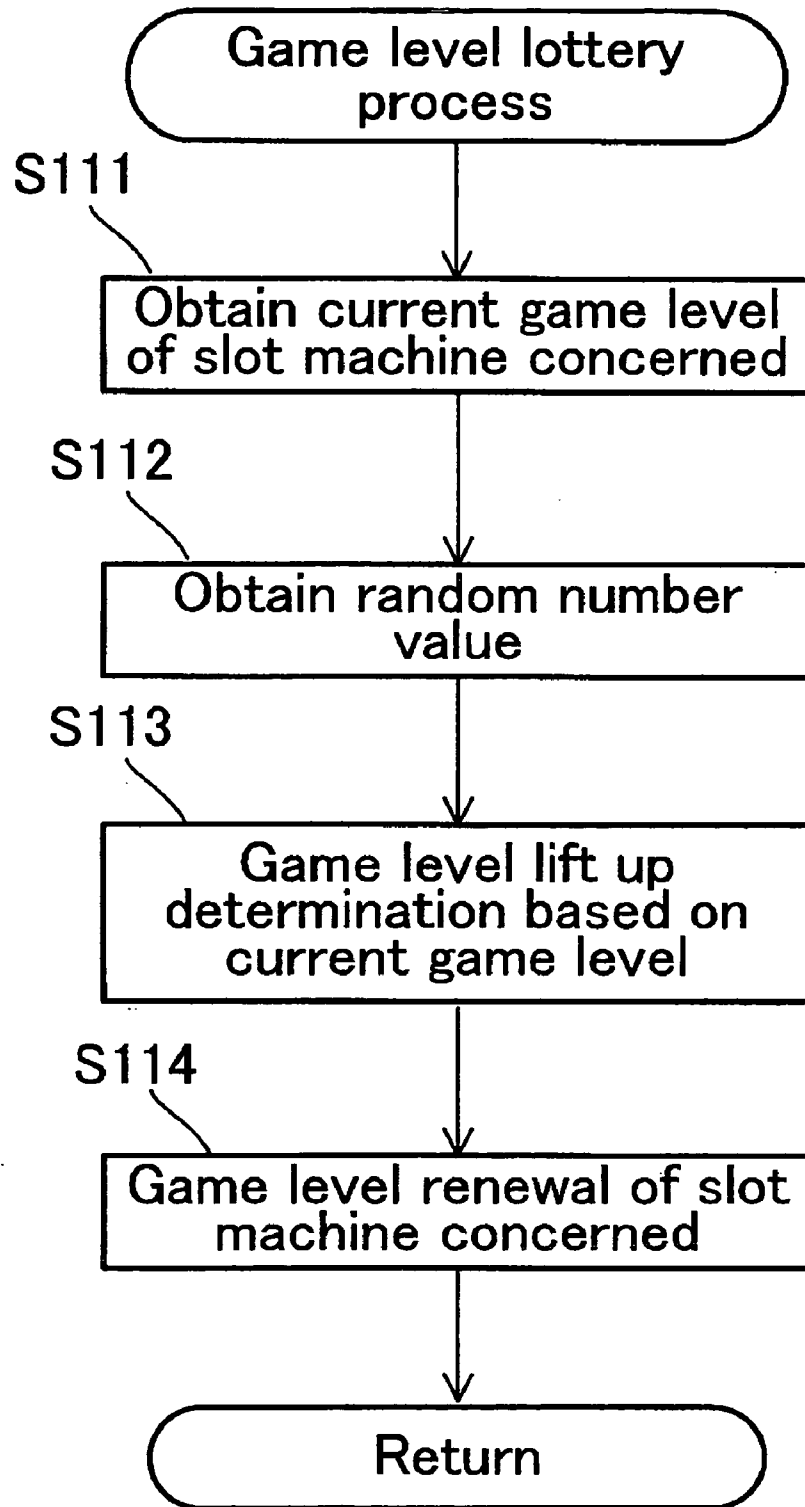 Game level lottery
process
S111
Obtain current game level
of slot machine concerned
S112
Obtain random number
value
S113
Game level lift up
determination based on
current game level
S114
Game level renewal of slot
machine concerned
Return